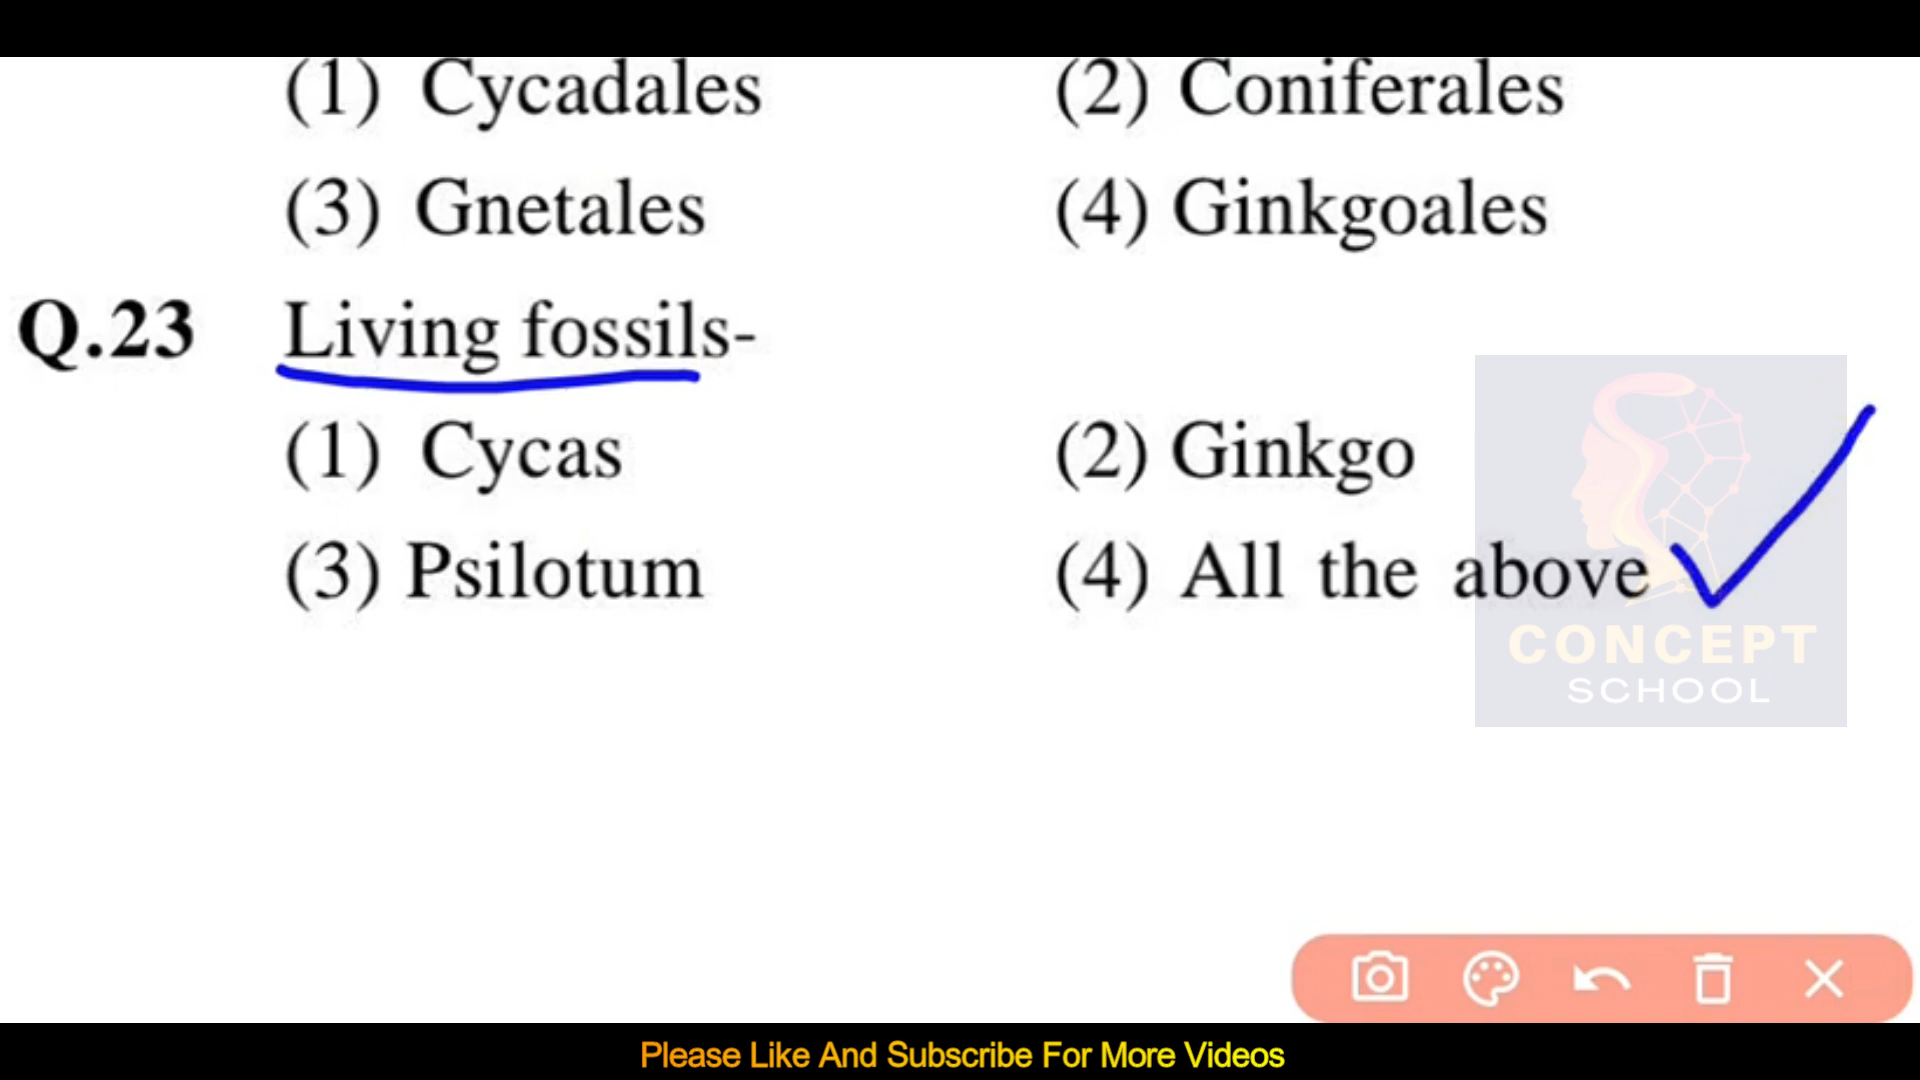 (1) Cycadales (2) Coniferales
(3) Gnetales (4) Ginkgoales
Q.23 Living fossils-
(1) Cycas (2) Ginkgo
(3) Psilotum (4) All the above
CONCEPT
SCHOOL
Please Like And Subscribe For More Videos